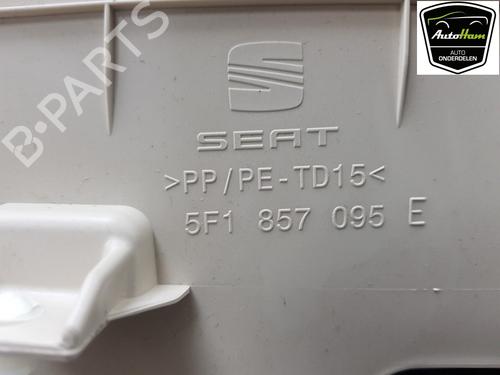 AutoHam
AUTO
ONDERDELEN
B-PARTS
SEAT
>PP/PE-TD15<
5F1 857 095 E